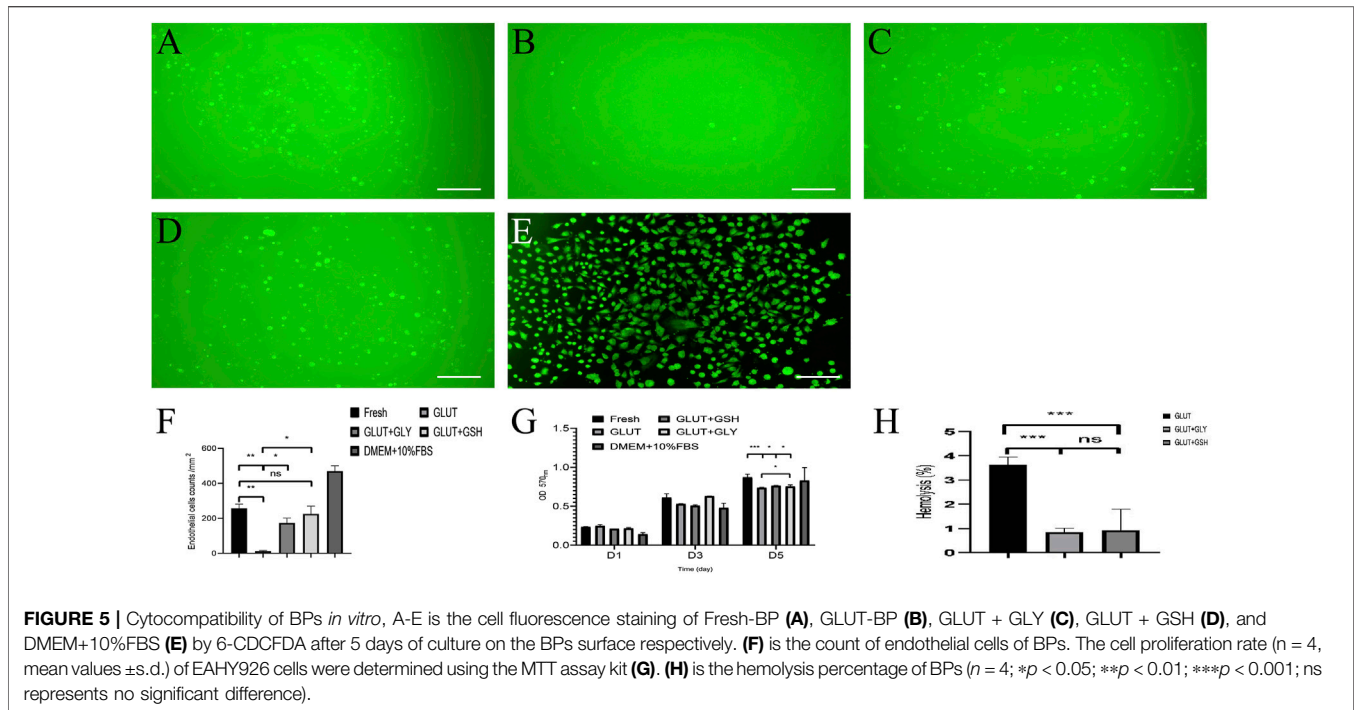 A
B
C
D
E
F
Fresh
GLUT
GLUT+GLY
GLUT+GSH
DMEM+10%FBS
Endothelial cells counts /mm2
600
400
200
0
**
*
*
ns
**
G
Fresh
GLUT+GSH
GLUT
GLUT+GLY
DMEM+10%FBS
OD 570m
1.5
1.0
0.5
0.0
***
*
*
*
D1
D3
D5
Time (day)
H
GLUT
GLUT+GLY
GLUT+GSH
Hemolysis (%)
5
4
3
2
1
0
***
***
ns
FIGURE 5 | Cytocompatibility of BPs in vitro, A-E is the cell fluorescence staining of Fresh-BP (A), GLUT-BP (B), GLUT + GLY (C), GLUT + GSH (D), and
DMEM+10%FBS (E) by 6-CDCFDA after 5 days of culture on the BPs surface respectively. (F) is the count of endothelial cells of BPs. The cell proliferation rate (n = 4,
mean values ±s.d.) of EAHY926 cells were determined using the MTT assay kit (G). (H) is the hemolysis percentage of BPs (n = 4; *p < 0.05; **p < 0.01; ***p < 0.001; ns
represents no significant difference).